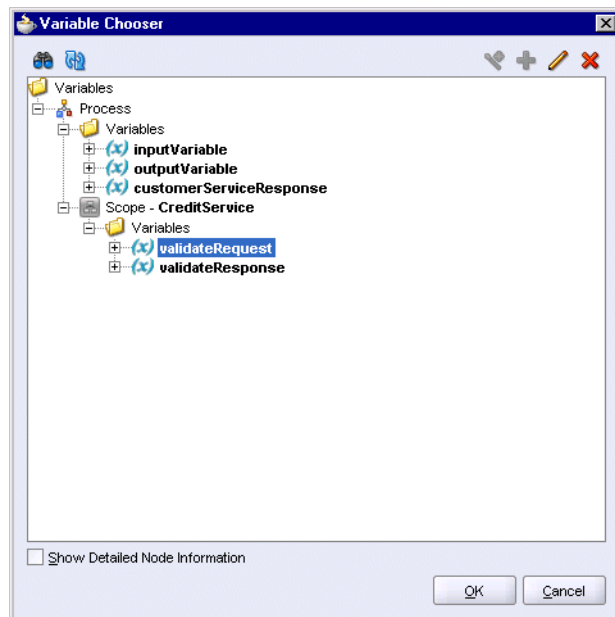 Variable Chooser
Variables
Process
Variables
(x) inputVariable
(x) outputVariable
(x) customerServiceResponse
Scope - CreditService
Variables
(x) validateRequest
(x) validateResponse
Show Detailed Node Information
OK Cancel